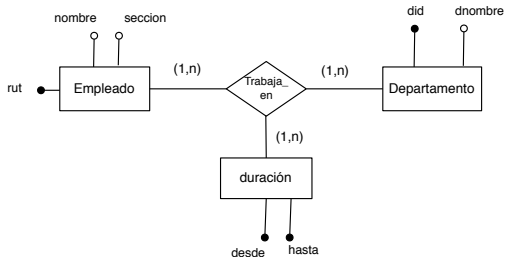 nombre
seccion
did
dnombre
rut
Empleado
(1,n)
Trabaja_
en
(1,n)
Departamento
(1,n)
duración
desde
hasta